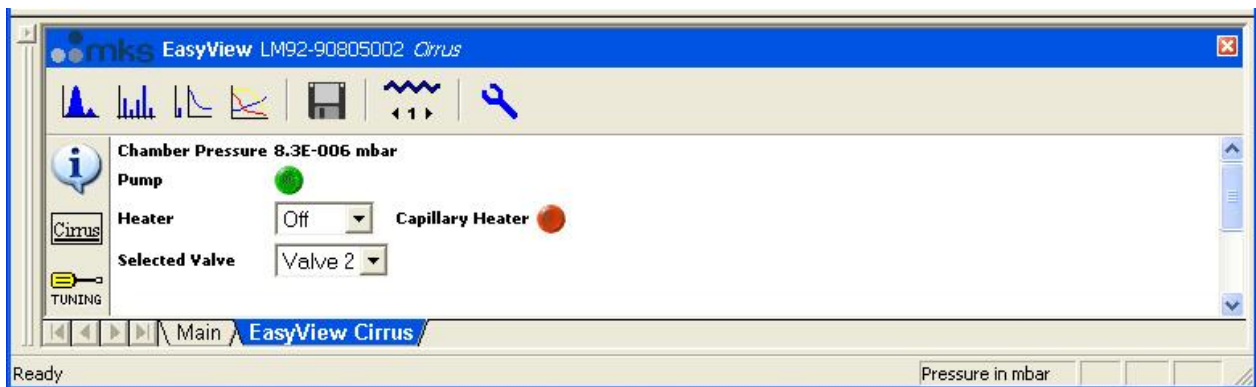 mks EasyView LM92-90805002 Cirrus
1
Chamber Pressure 8.3E-006 mbar
Pump
Heater Off Capillary Heater
Cirrus
Selected Valve Valve 2
TUNING
Main EasyView Cirrus
Ready Pressure in mbar